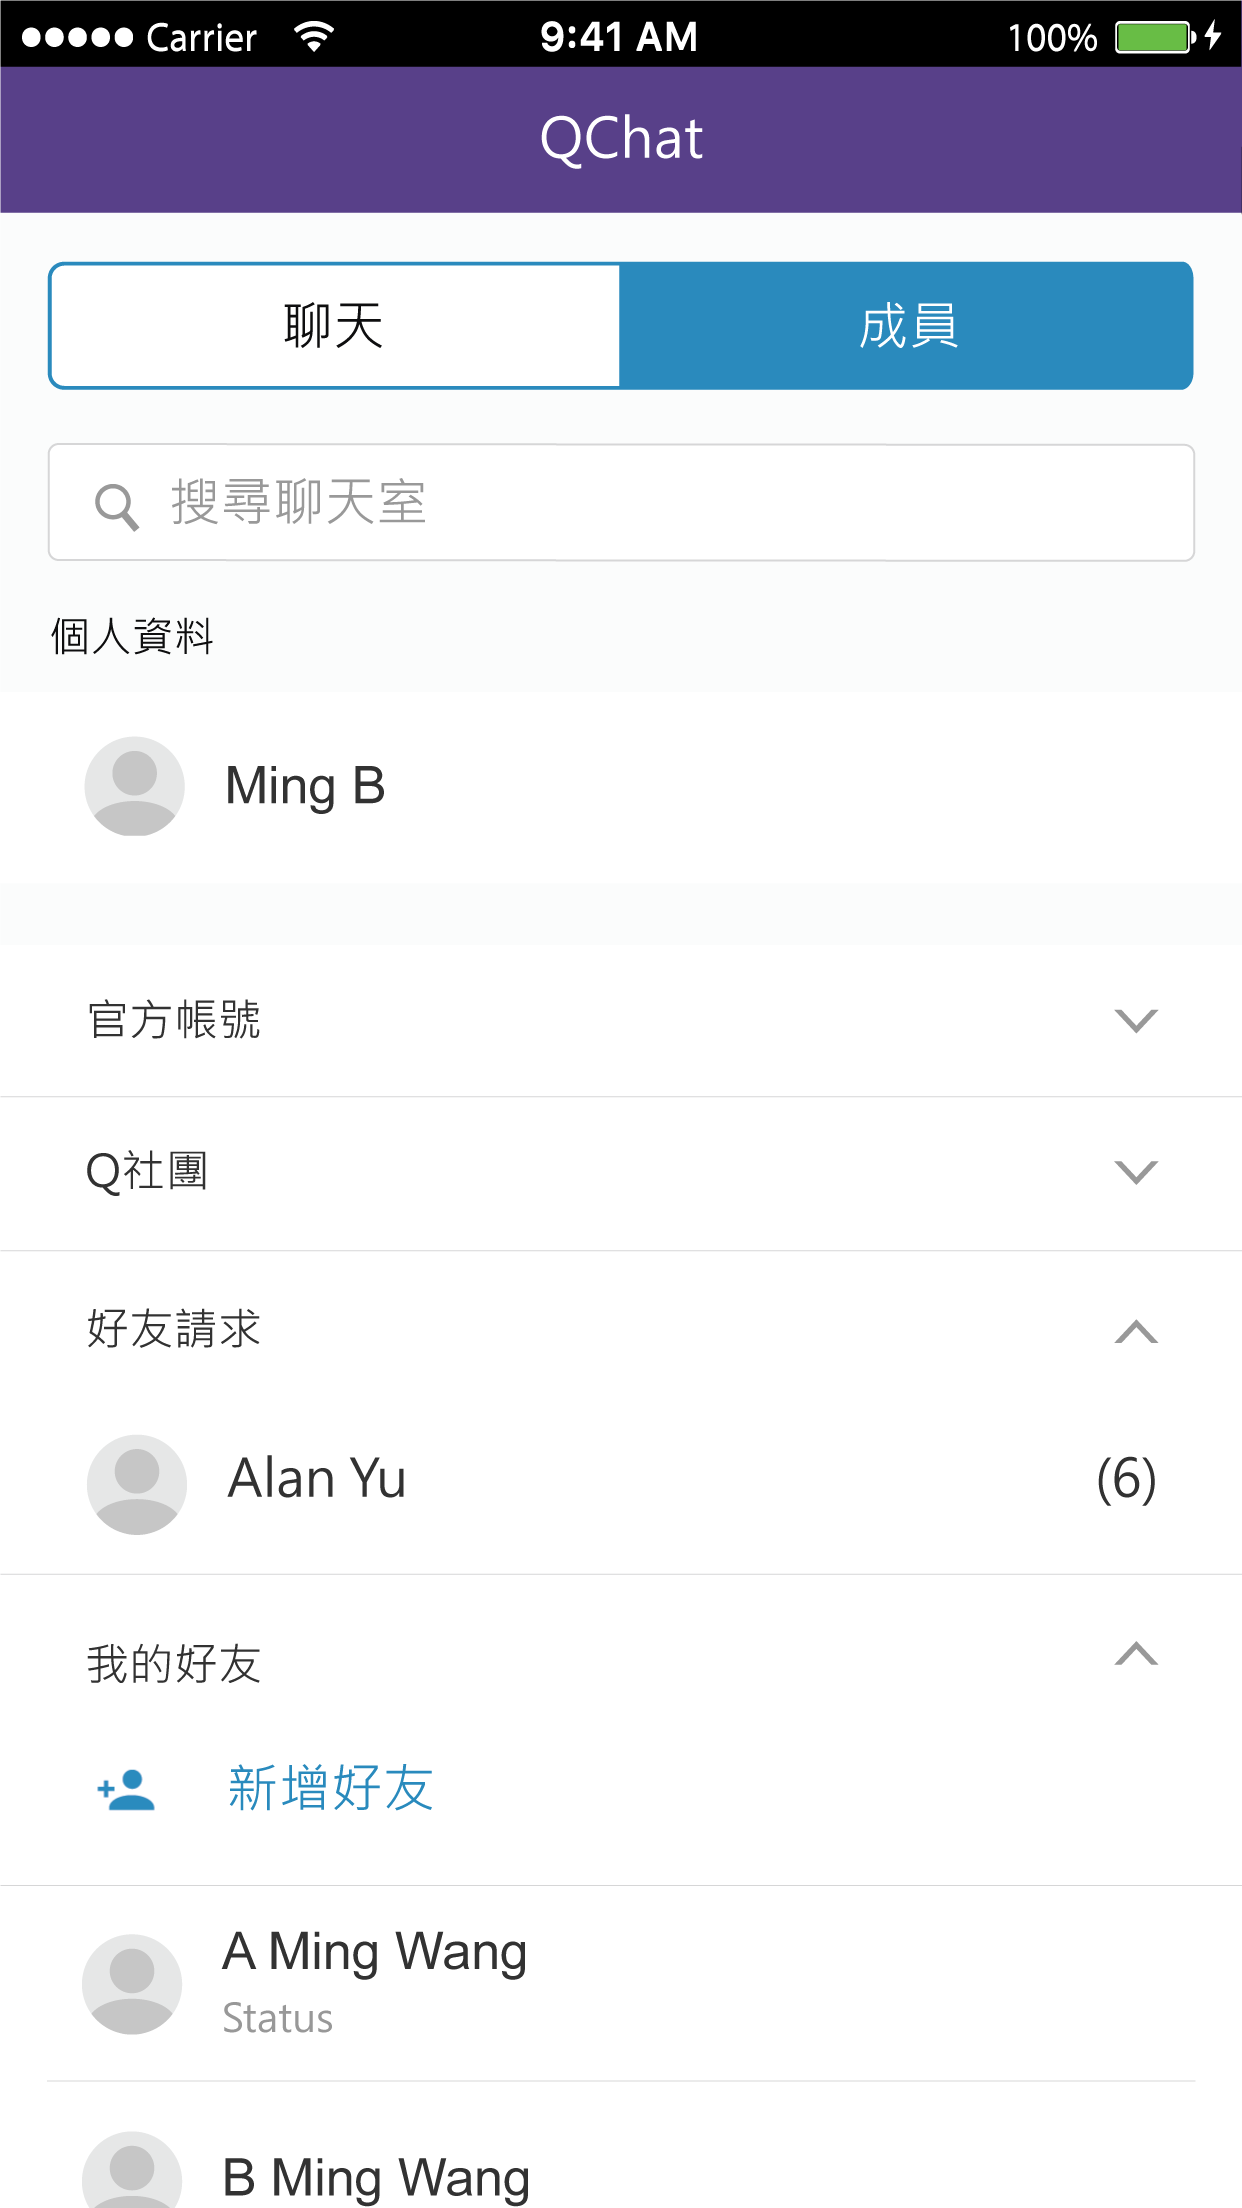 Carrier 9:41 AM 100%
QChat
聊天 成員
搜尋聊天室
個人資料
Ming B
官方帳號
Q社團
好友請求
Alan Yu (6)
我的好友
新增好友
A Ming Wang
Status
B Ming Wang